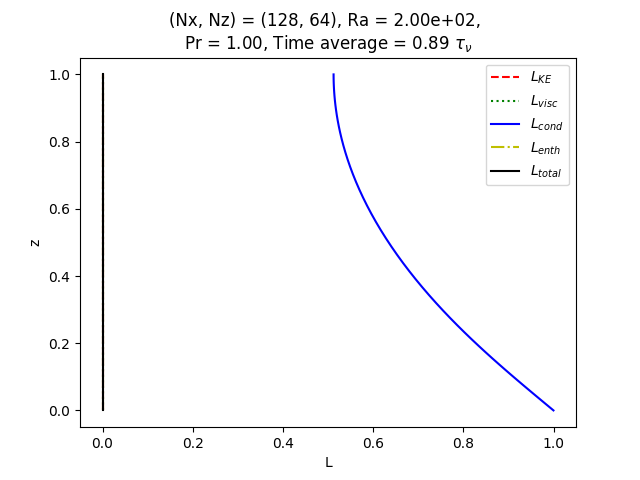 (Nx, Nz) = (128, 64), Ra = 2.00e+02,
Pr = 1.00, Time average = 0.89 τ_ν
L_KE
L_visc
L_cond
L_enth
L_total
z
1.0
0.8
0.6
0.4
0.2
0.0
0.0
0.2
0.4
0.6
0.8
1.0
L